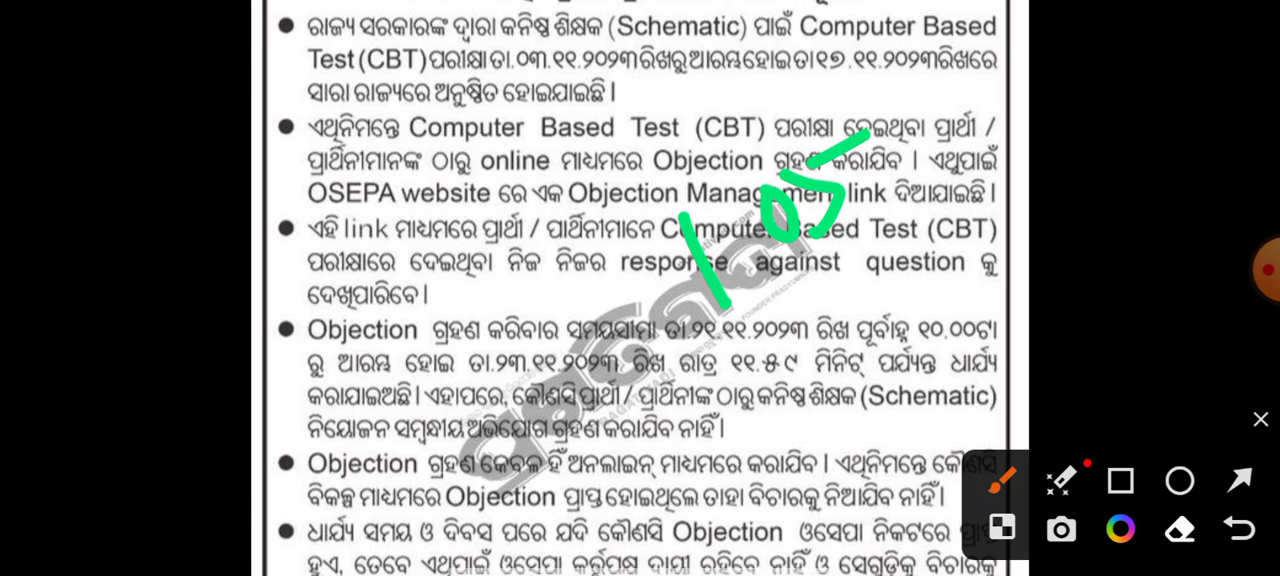 ରାଜ୍ୟ ସରକାରଙ୍କ ଦ୍ୱାରା କନିଷ୍ଠ ଶିକ୍ଷକ (Schematic) ପାଇଁ Computer Based
Test (CBT) ପରୀକ୍ଷା ତା.୦୩.୧୧.୨୦୨୩ରିଖରୁ ଆରମ୍ଭ ହୋଇ ତା୧୭.୧୧.୨୦୨୩ରିଖରେ
ସାରା ରାଜ୍ୟରେ ଅନୁଷ୍ଠିତ ହୋଇଯାଇଛି ।
ଏଥିନିମନ୍ତେ Computer Based Test (CBT) ପରୀକ୍ଷା ଦେଇଥିବା ପ୍ରାର୍ଥୀ /
ପ୍ରାର୍ଥିନୀମାନଙ୍କ ଠାରୁ online ମାଧ୍ୟମରେ Objection ଗ୍ରହଣ କରାଯିବ । ଏଥିପାଇଁ
OSEPA website ରେ ଏକ Objection Management link ଦିଆଯାଇଛି ।
ଏହି link ମାଧ୍ୟମରେ ପ୍ରାର୍ଥୀ / ପାର୍ଥିନୀମାନେ Computer Based Test (CBT)
ପରୀକ୍ଷାରେ ଦେଇଥିବା ନିଜ ନିଜର response against question କୁ
ଦେଖିପାରିବେ ।
Objection ଗ୍ରହଣ କରିବାର ସମୟସୀମା ତା.୨୧.୧୧.୨୦୨୩ ରିଖ ପୂର୍ବାହ୍ନ ୧୦.୦୦ଟା
ରୁ ଆରମ୍ଭ ହୋଇ ତା.୨୩.୧୧.୨୦୨୩ ରିଖ ରାତ୍ର ୧୧.୫୯ ମିନିଟ୍ ପର୍ଯ୍ୟନ୍ତ ଧାର୍ଯ୍ୟ
କରାଯାଇଅଛି । ଏହାପରେ, କୌଣସି ପ୍ରାର୍ଥୀ / ପ୍ରାର୍ଥିନୀଙ୍କ ଠାରୁ କନିଷ୍ଠ ଶିକ୍ଷକ (Schematic)
ନିୟୋଜନ ସମ୍ବନ୍ଧୀୟ ଅଭିଯୋଗ ଗ୍ରହଣ କରାଯିବ ନାହିଁ ।
Objection ଗ୍ରହଣ କେବଳ ହିଁ ଅନଲାଇନ୍ ମାଧ୍ୟମରେ କରାଯିବ । ଏଥିନିମନ୍ତେ କୌଣସି
ବିକଳ୍ପ ମାଧ୍ୟମରେ Objection ପ୍ରାପ୍ତ ହୋଇଥିଲେ ତାହା ବିଚାରକୁ ନିଆଯିବ ନାହିଁ ।
ଧାର୍ଯ୍ୟ ସମୟ ଓ ଦିବସ ପରେ ଯଦି କୌଣସି Objection ଓସେପା ନିକଟରେ
ହୁଏ, ତେବେ ଏଥିପାଇଁ ଓସେପା କର୍ତ୍ତୃପକ୍ଷ ଦାୟୀ ରହିବେ ନାହିଁ ଓ ସେଗୁଡ଼ିକୁ ବିଚାରକୁ
105